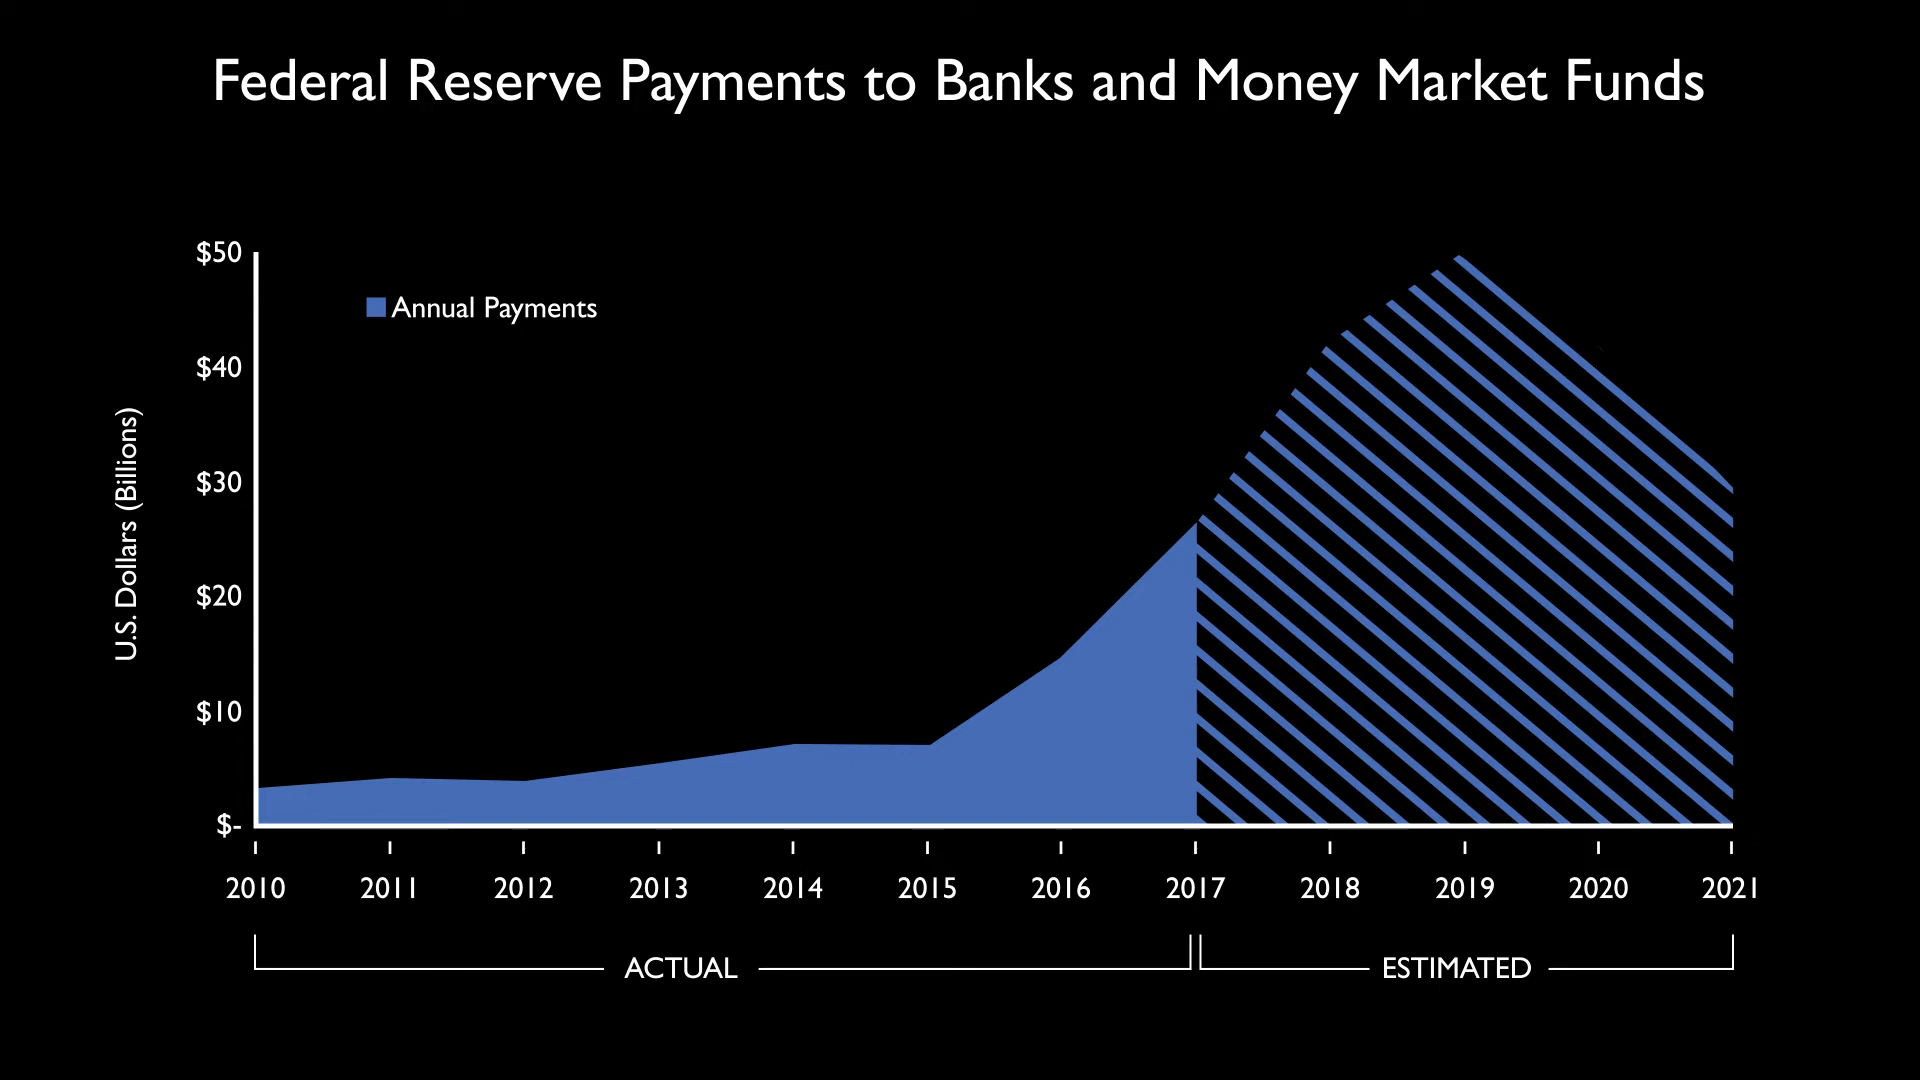 Federal Reserve Payments to Banks and Money Market Funds
$50
Annual Payments
$40
$30
$20
$10
$-
U.S. Dollars (Billions)
2010 2011 2012 2013 2014 2015 2016 2017 2018 2019 2020 2021
ACTUAL ESTIMATED